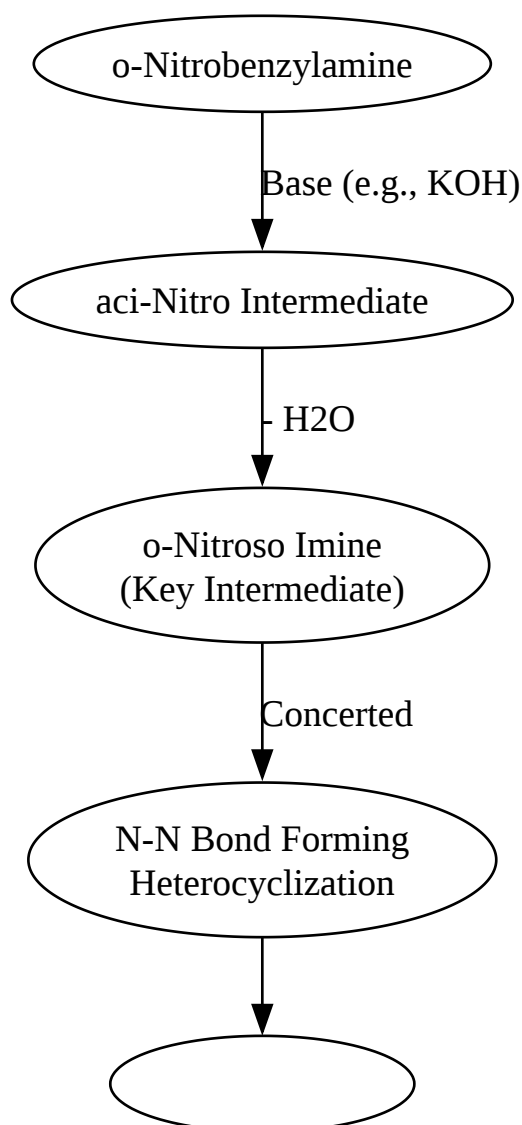 o-Nitrobenzylamine
Base (e.g., KOH)
aci-Nitro Intermediate
- H2O
o-Nitroso Imine
(Key Intermediate)
Concerted
N-N Bond Forming
Heterocyclization